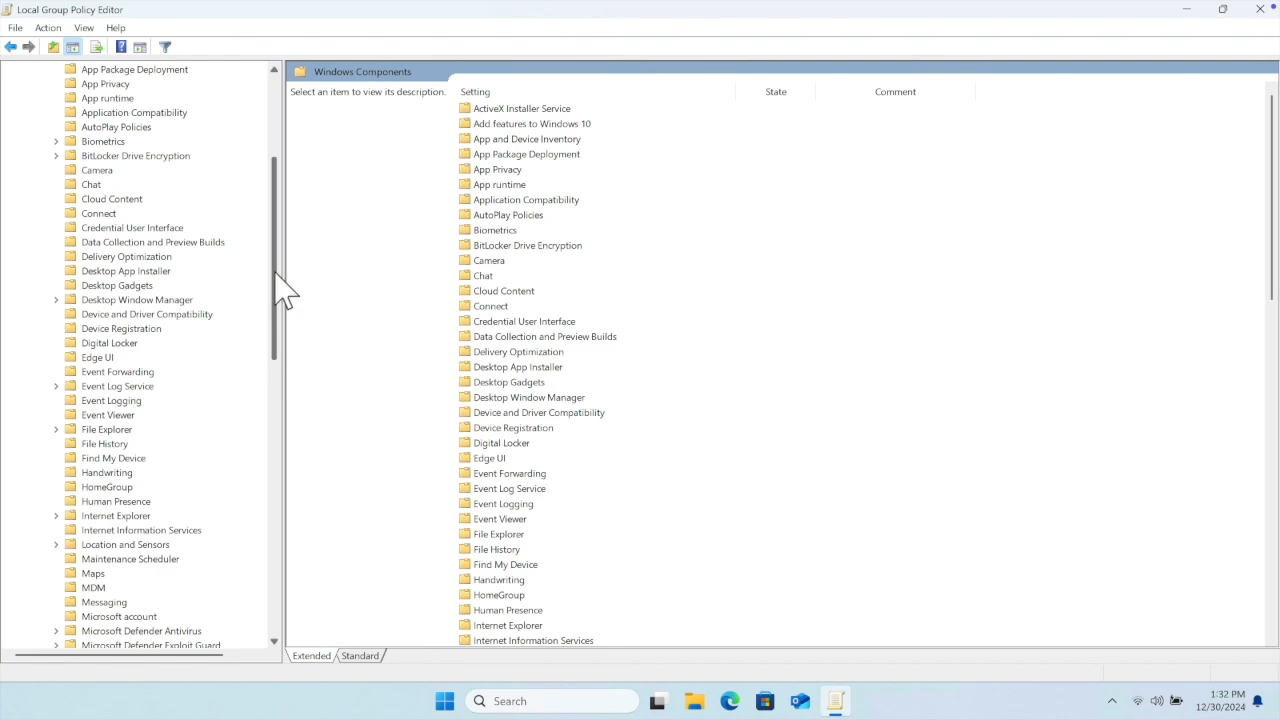 Local Group Policy Editor
File Action View Help
App Package Deployment
App Privacy
App runtime
Application Compatibility
AutoPlay Policies
Biometrics
BitLocker Drive Encryption
Camera
Chat
Cloud Content
Connect
Credential User Interface
Data Collection and Preview Builds
Delivery Optimization
Desktop App Installer
Desktop Gadgets
Desktop Window Manager
Device and Driver Compatibility
Device Registration
Digital Locker
Edge UI
Event Forwarding
Event Log Service
Event Logging
Event Viewer
File Explorer
File History
Find My Device
Handwriting
HomeGroup
Human Presence
Internet Explorer
Internet Information Services
Location and Sensors
Maintenance Scheduler
Maps
MDM
Messaging
Microsoft account
Microsoft Defender Antivirus
Microsoft Defender Exploit Guard
Windows Components
Select an item to view its description.
Setting State Comment
ActiveX Installer Service
Add features to Windows 10
App and Device Inventory
App Package Deployment
App Privacy
App runtime
Application Compatibility
AutoPlay Policies
Biometrics
BitLocker Drive Encryption
Camera
Chat
Cloud Content
Connect
Credential User Interface
Data Collection and Preview Builds
Delivery Optimization
Desktop App Installer
Desktop Gadgets
Desktop Window Manager
Device and Driver Compatibility
Device Registration
Digital Locker
Edge UI
Event Forwarding
Event Log Service
Event Logging
Event Viewer
File Explorer
File History
Find My Device
Handwriting
HomeGroup
Human Presence
Internet Explorer
Internet Information Services
Extended Standard
Search
1:32 PM
12/30/2024